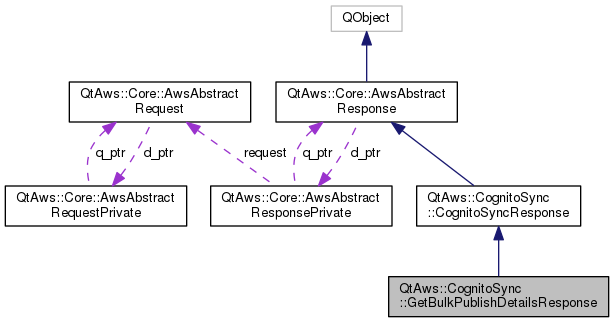 QObject
QtAws::Core::AwsAbstract
Request
QtAws::Core::AwsAbstract
Response
q_ptr
d_ptr
request
q_ptr
d_ptr
QtAws::Core::AwsAbstract
RequestPrivate
QtAws::Core::AwsAbstract
ResponsePrivate
QtAws::CognitoSync
::CognitoSyncResponse
QtAws::CognitoSync
::GetBulkPublishDetailsResponse